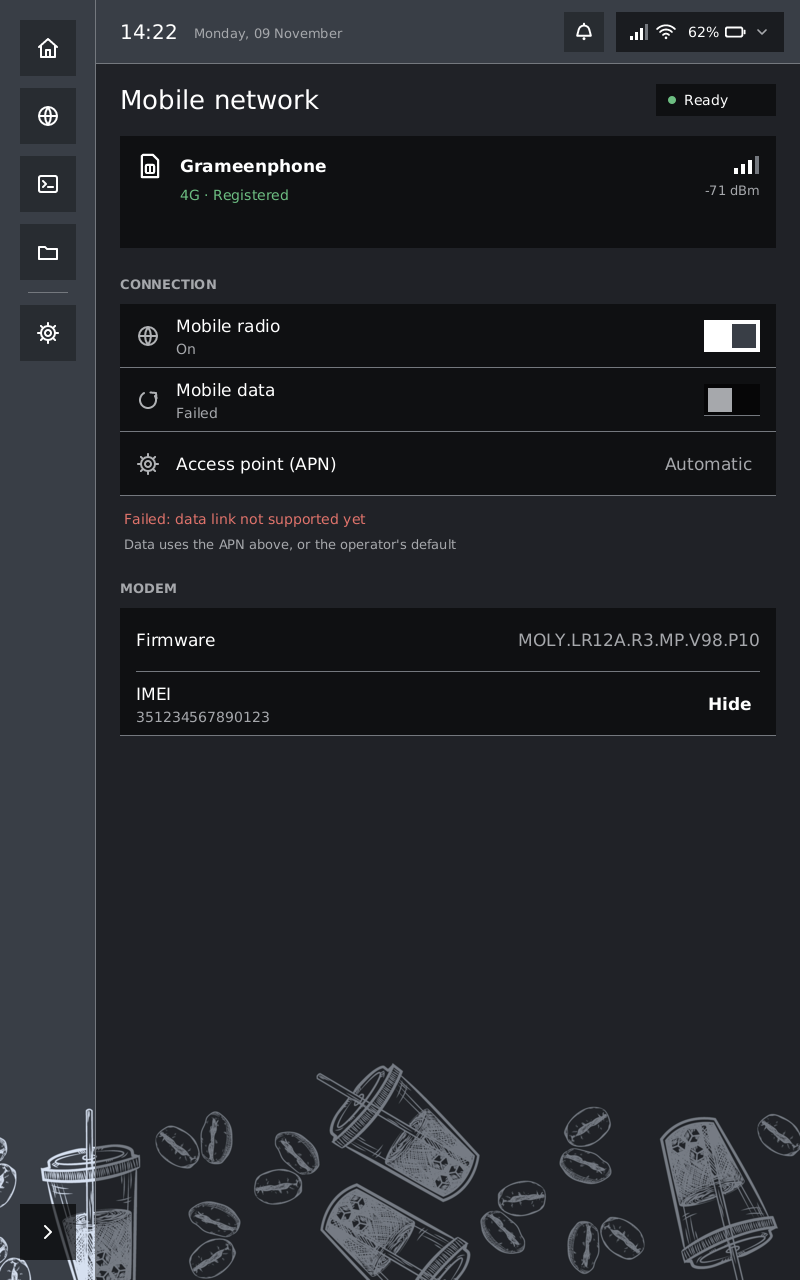 14:22 Monday, 09 November 62%
Mobile network Ready
Grameenphone
4G · Registered -71 dBm
CONNECTION
Mobile radio
On
Mobile data
Failed
Access point (APN) Automatic
Failed: data link not supported yet
Data uses the APN above, or the operator's default
MODEM
Firmware MOLY.LR12A.R3.MP.V98.P10
IMEI
351234567890123 Hide